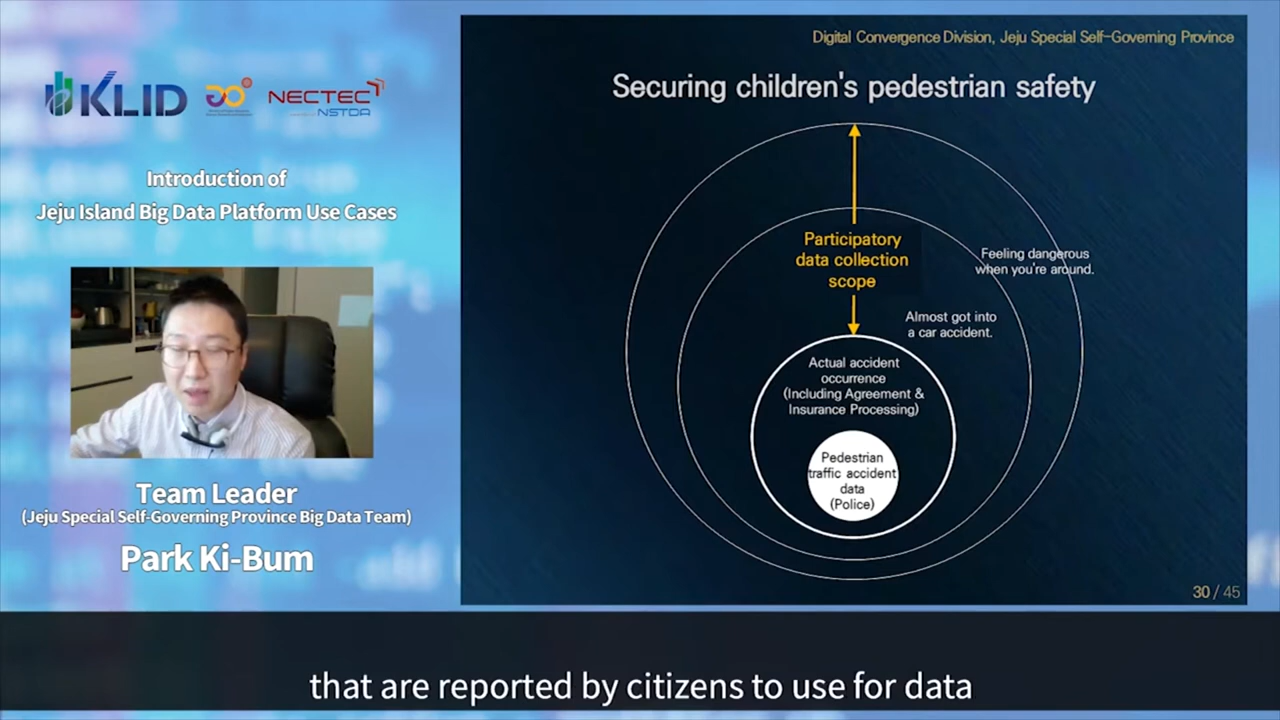 KLID
NECTEC
NSTDA
Introduction of
Jeju Island Big Data Platform Use Cases
Team Leader
(Jeju Special Self-Governing Province Big Data Team)
Park Ki-Bum
Digital Convergence Division, Jeju Special Self-Governing Province
Securing children's pedestrian safety
Participatory
data collection
scope
Feeling dangerous
when you're around.
Almost got into
a car accident.
Actual accident
occurrence
(Including Agreement &
Insurance Processing)
Pedestrian
traffic accident
data
(Police)
30 / 45
that are reported by citizens to use for data